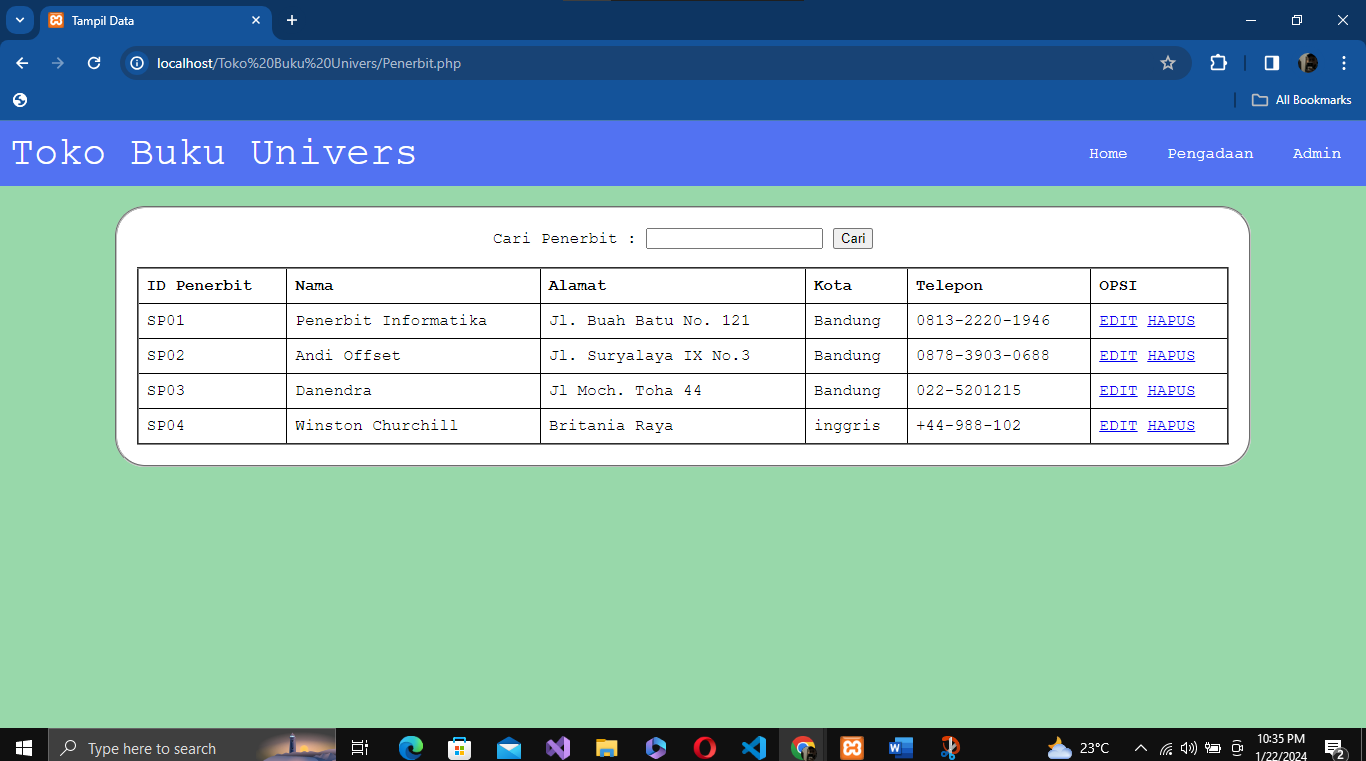 Tampil Data
localhost/Toko%20Buku%20Univers/Penerbit.php
All Bookmarks
Toko Buku Univers
Home Pengadaan Admin
Cari Penerbit : Cari
ID Penerbit Nama Alamat Kota Telepon OPSI
SP01 Penerbit Informatika Jl. Buah Batu No. 121 Bandung 0813-2220-1946 EDIT HAPUS
SP02 Andi Offset Jl. Suryalaya IX No.3 Bandung 0878-3903-0688 EDIT HAPUS
SP03 Danendra Jl Moch. Toha 44 Bandung 022-5201215 EDIT HAPUS
SP04 Winston Churchill Britania Raya inggris +44-988-102 EDIT HAPUS
Type here to search
23°C
10:35 PM
1/22/2024
2